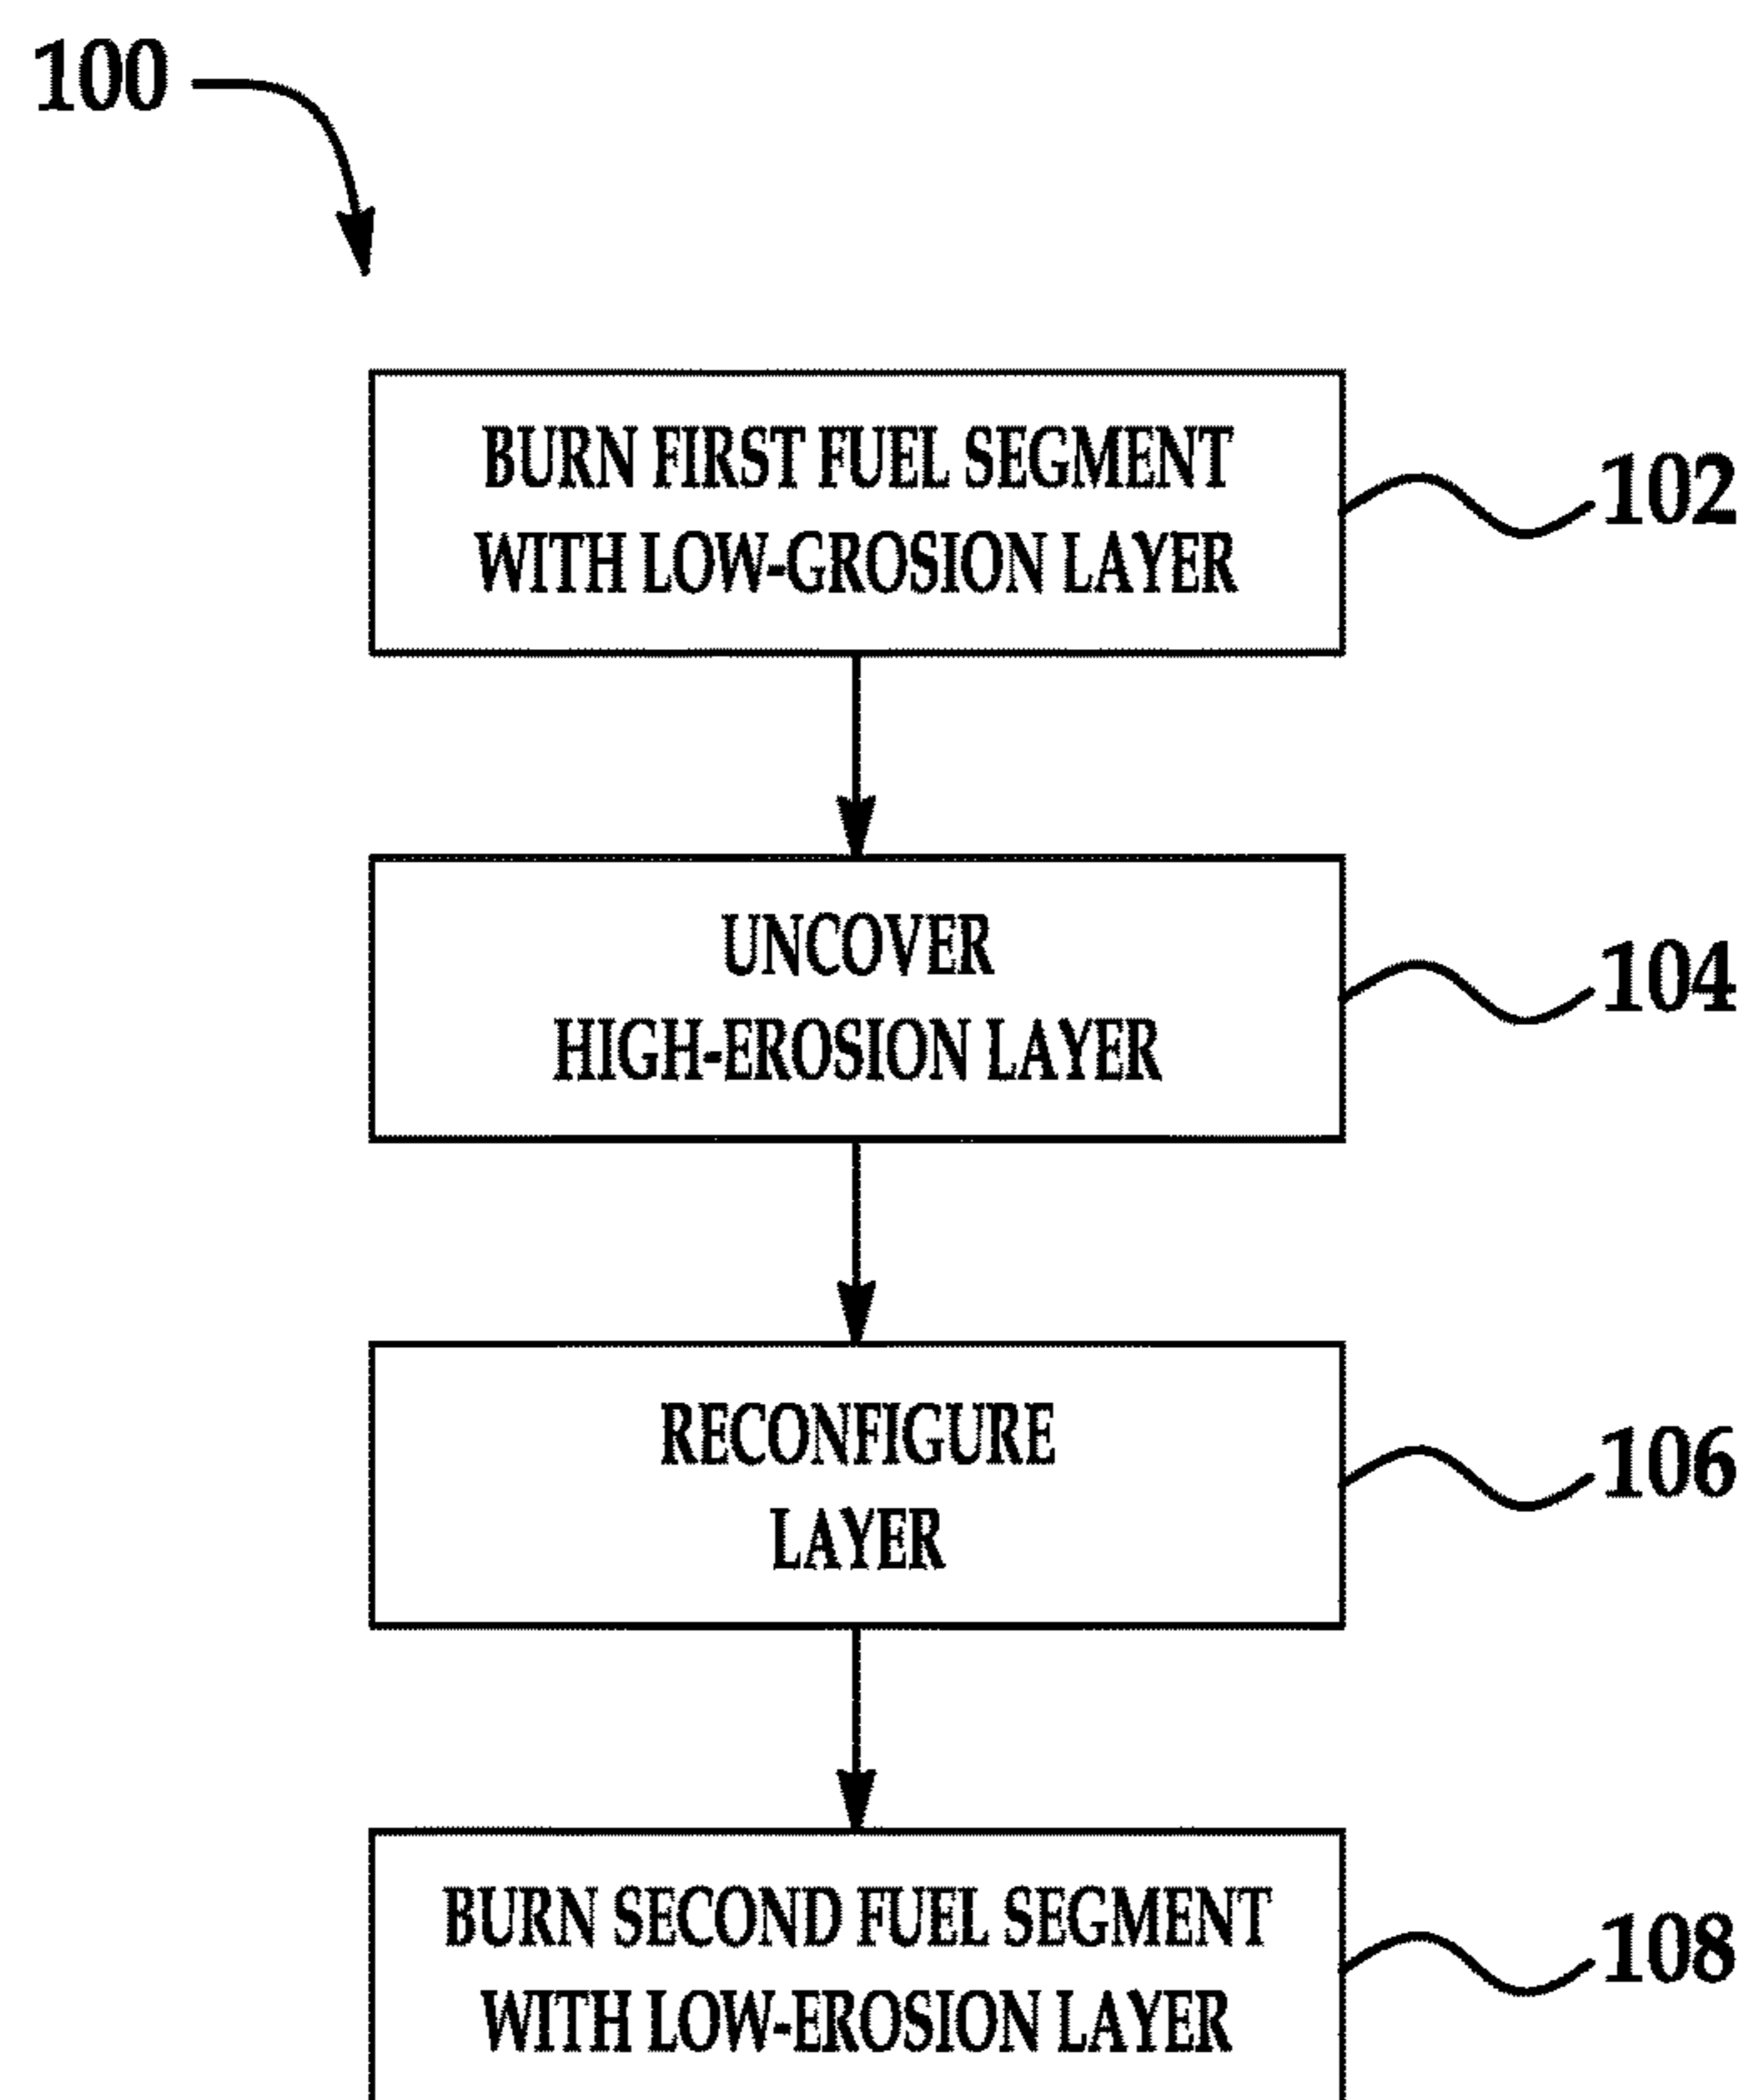 100
BURN FIRST FUEL SEGMENT
WITH LOW-GROSION LAYER
102
UNCOVER
HIGH-EROSION LAYER
104
RECONFIGURE
LAYER
106
BURN SECOND FUEL SEGMENT
WITH LOW-EROSION LAYER
108